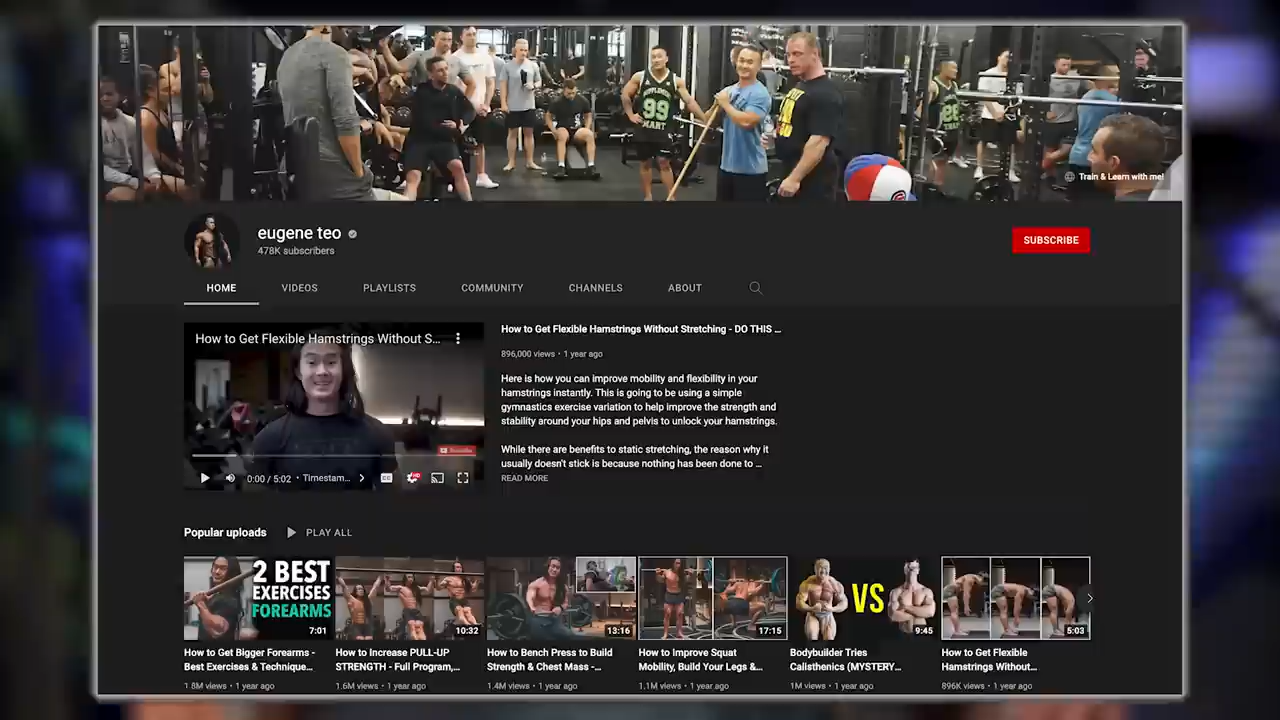 99
MART
Train & Learn with me!
eugene teo
478K subscribers
SUBSCRIBE
HOME
VIDEOS
PLAYLISTS
COMMUNITY
CHANNELS
ABOUT
How to Get Flexible Hamstrings Without S...
0:00 / 5:02 • Timestam...
How to Get Flexible Hamstrings Without Stretching - DO THIS ...
896,000 views • 1 year ago
Here is how you can improve mobility and flexibility in your
hamstrings instantly. This is going to be using a simple
gymnastics exercise variation to help improve the strength and
stability around your hips and pelvis to unlock your hamstrings.
While there are benefits to static stretching, the reason why it
usually doesn't stick is because nothing has been done to ...
READ MORE
Popular uploads
PLAY ALL
2 BEST
EXERCISES
FOREARMS
7:01
10:32
13:16
17:15
VS
9:45
5:03
How to Get Bigger Forearms -
Best Exercises & Technique...
1.8M views • 1 year ago
How to Increase PULL-UP
STRENGTH - Full Program,...
1.6M views • 1 year ago
How to Bench Press to Build
Strength & Chest Mass -...
1.4M views • 1 year ago
How to Improve Squat
Mobility, Build Your Legs &...
1.1M views • 1 year ago
Bodybuilder Tries
Calisthenics (MYSTERY...
1M views • 1 year ago
How to Get Flexible
Hamstrings Without...
896K views • 1 year ago